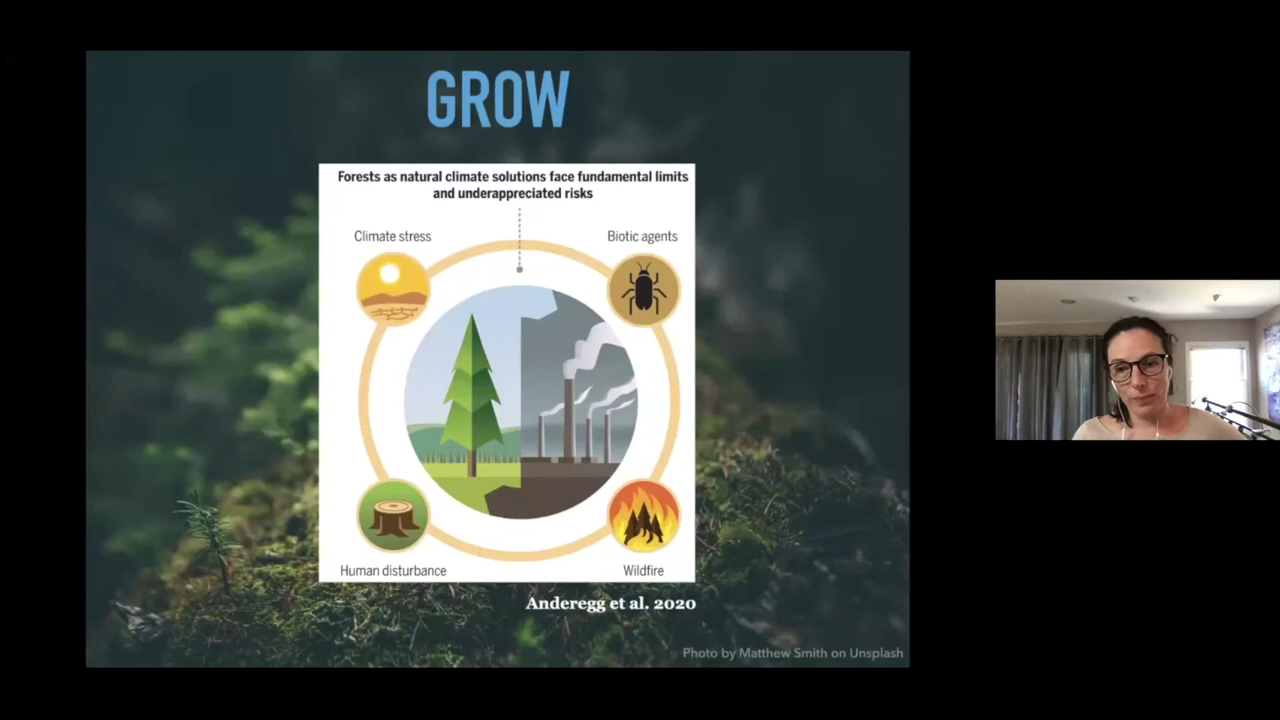 GROW
Forests as natural climate solutions face fundamental limits
and underappreciated risks
Climate stress
Biotic agents
Human disturbance
Wildfire
Anderegg et al. 2020
Photo by Matthew Smith on Unsplash